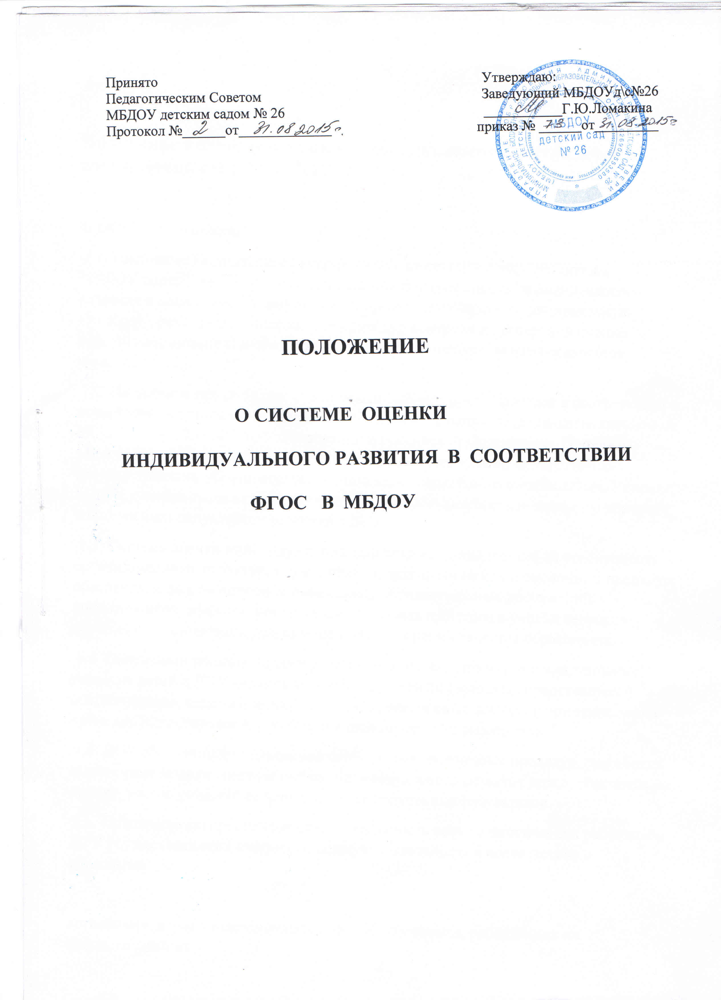 Принято
Педагогическим Советом
МБДОУ детским садом № 26
Протокол № 2 от 31.08.2015г.
Утверждаю:
Заведующий МБДОУд\с№26
Г.Ю.Ломакина
приказ № 73 от 31.08.2015г
МБДОУ
детский сад
№ 26
ПОЛОЖЕНИЕ
О СИСТЕМЕ ОЦЕНКИ
ИНДИВИДУАЛЬНОГО РАЗВИТИЯ В СООТВЕТСТВИИ
ФГОС В МБДОУ